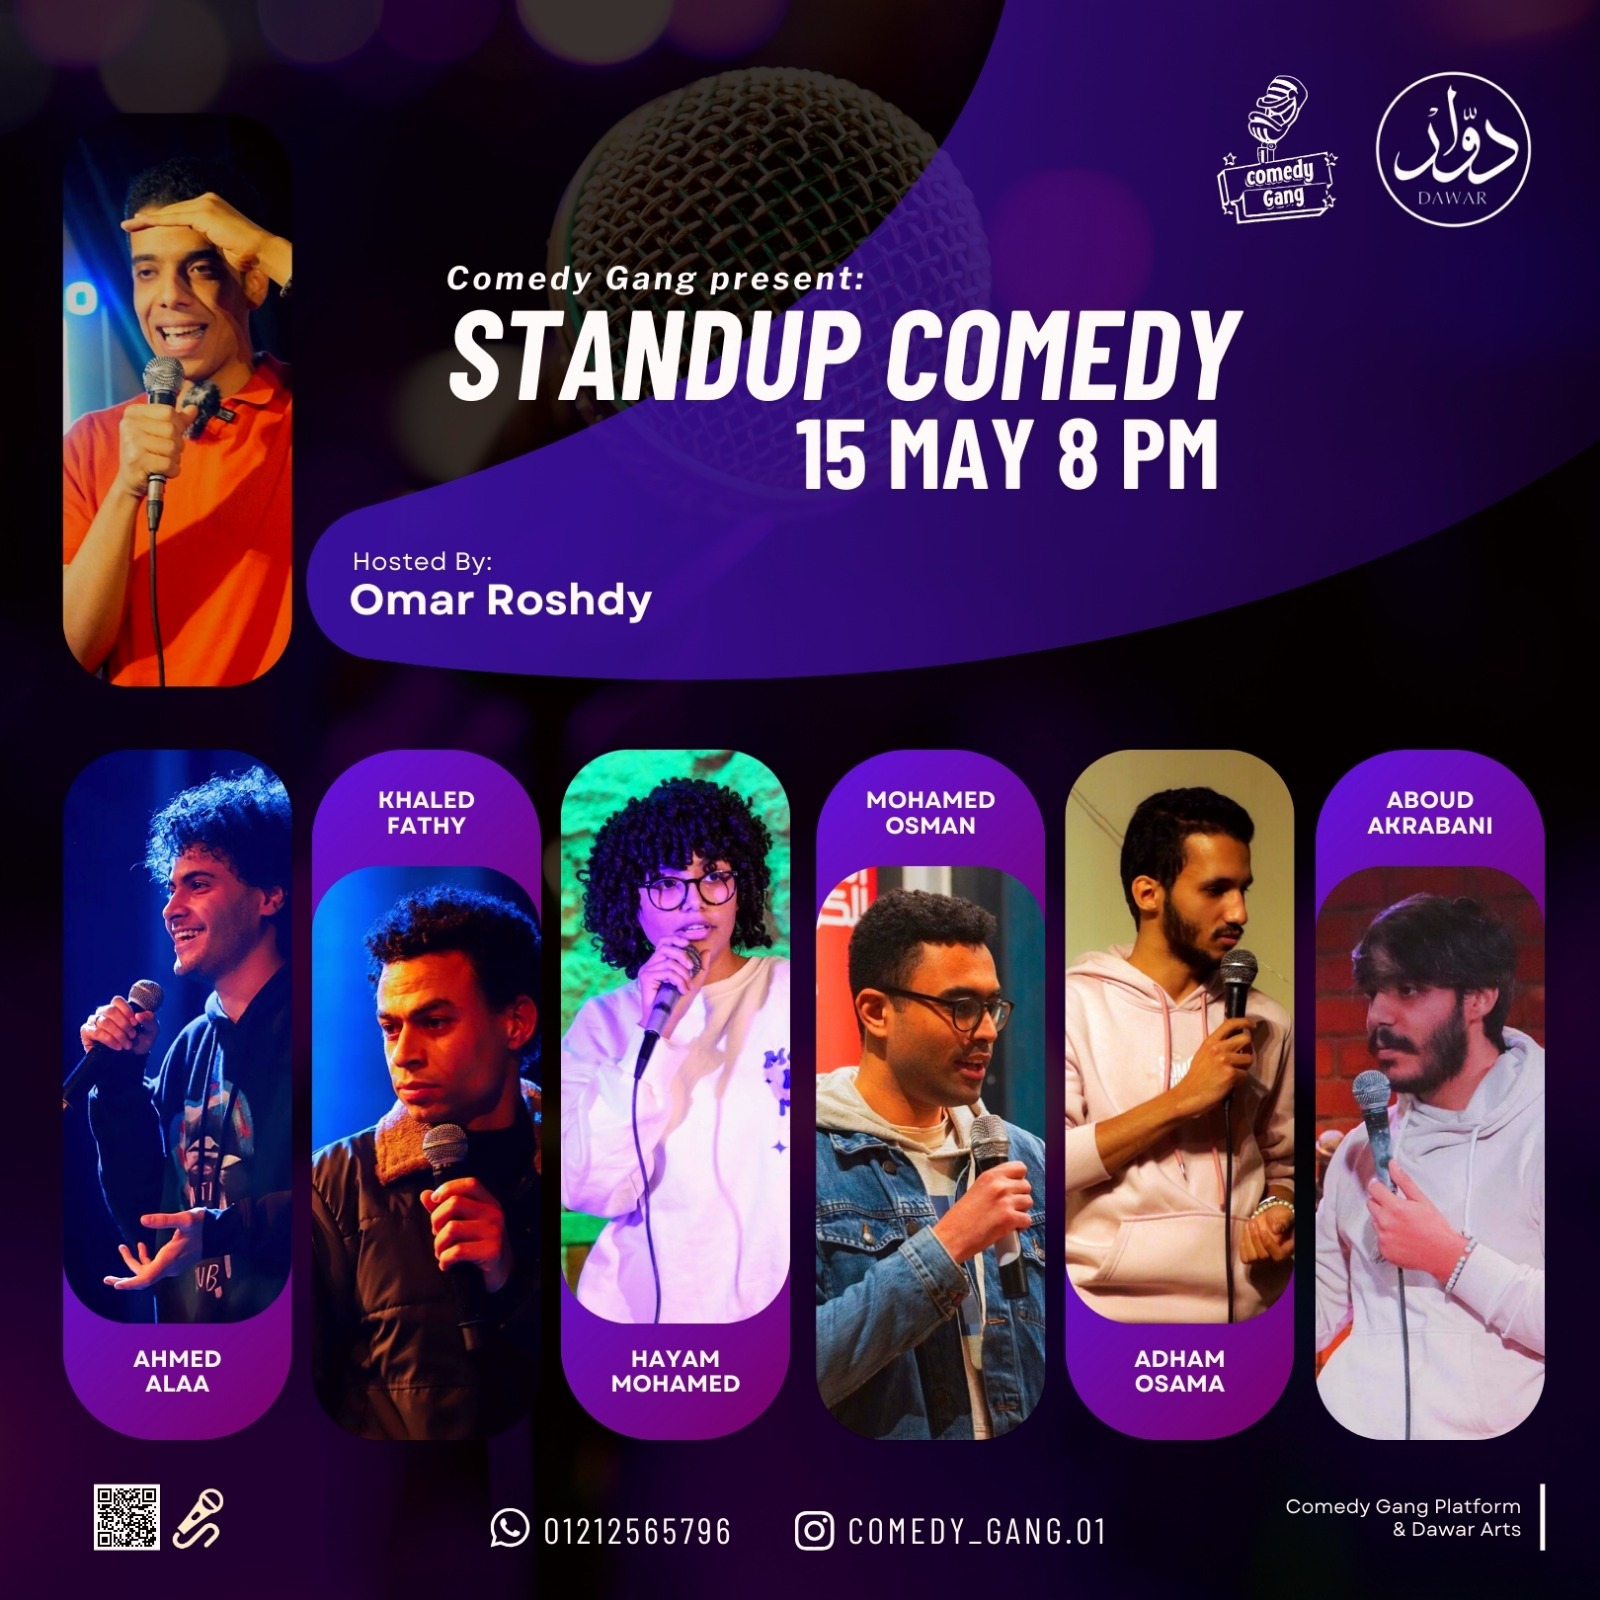 comedy
Gang
دوّار
DAWAR
Comedy Gang present:
STANDUP COMEDY
15 MAY 8 PM
Hosted By:
Omar Roshdy
KHALED
FATHY
MOHAMED
OSMAN
ABOUD
AKRABANI
AHMED
ALAA
HAYAM
MOHAMED
ADHAM
OSAMA
01212565796
COMEDY_GANG.01
Comedy Gang Platform
& Dawar Arts